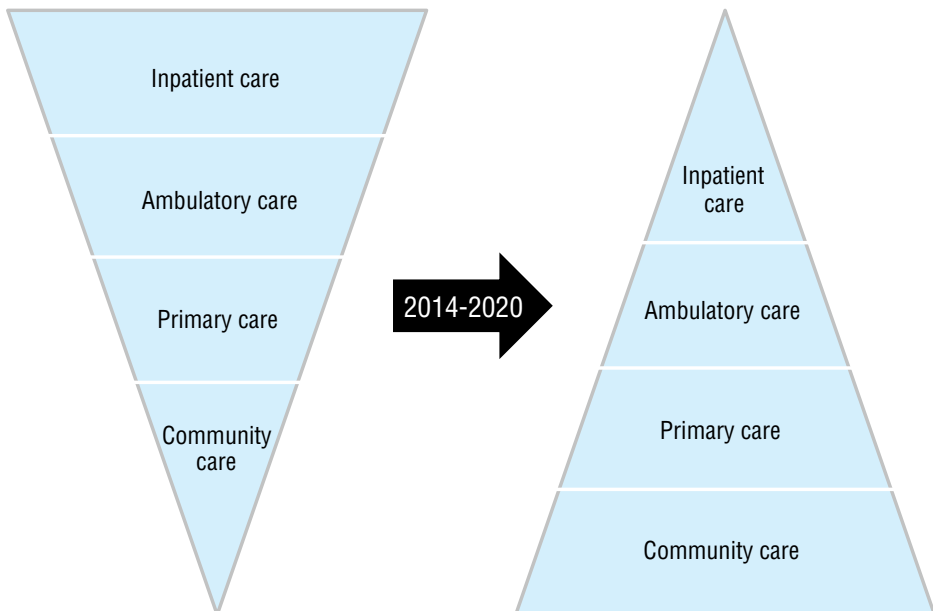 Inpatient care
Ambulatory care
Primary care
Community
care
2014-2020
Inpatient
care
Ambulatory care
Primary care
Community care